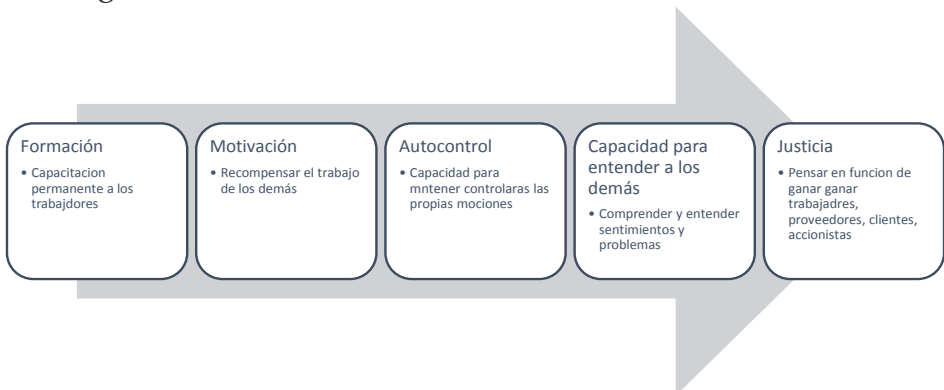 Formación
• Capacitacion
permanente a los
trabajdores
Motivación
• Recompensar el trabajo
de los demás
Autocontrol
• Capacidad para
mntener controlaras las
propias mociones
Capacidad para
entender a los
demás
• Comprender y entender
sentimientos y
problemas
Justicia
• Pensar en funcion de
ganar ganar
trabajadres,
proveedores, clientes,
accionistas